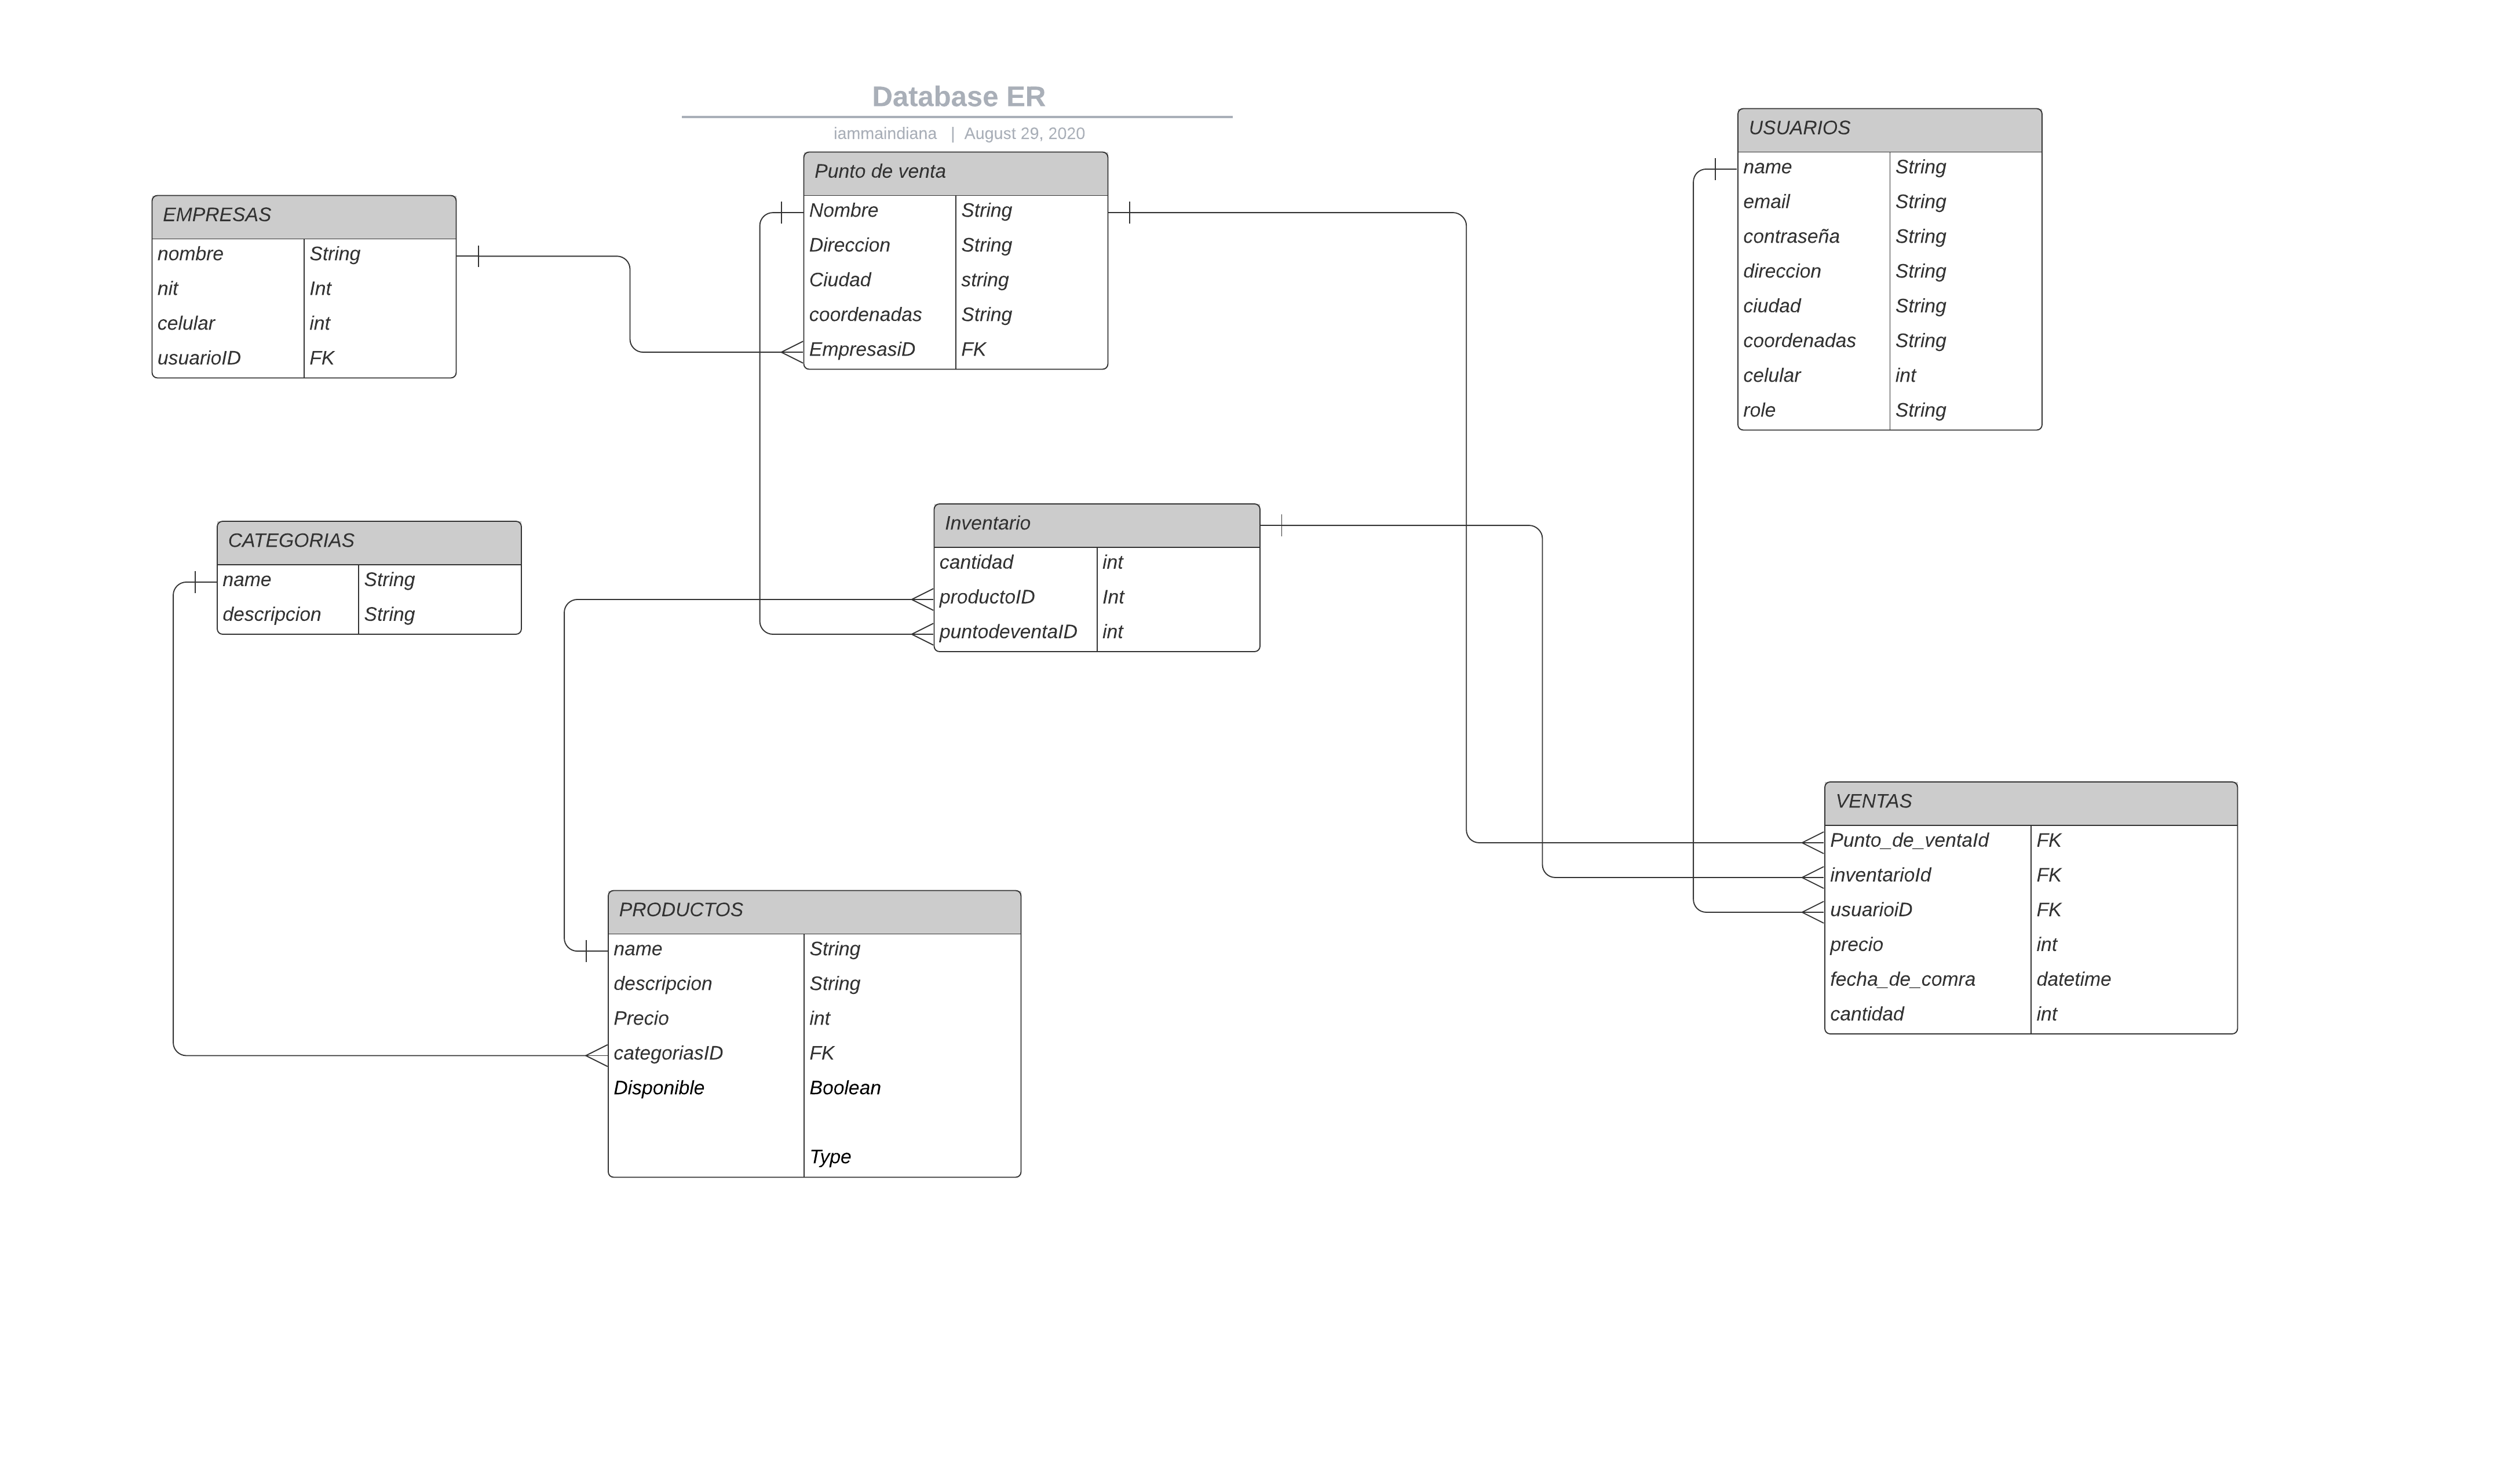 Database ER
iammaindiana | August 29, 2020
EMPRESAS
nombre String
nit Int
celular int
usuarioID FK
Punto de venta
Nombre String
Direccion String
Ciudad string
coordenadas String
EmpresasiD FK
USUARIOS
name String
email String
contraseña String
direccion String
ciudad String
coordenadas String
celular int
role String
CATEGORIAS
name String
descripcion String
Inventario
cantidad int
productoID Int
puntodeventaID int
PRODUCTOS
name String
descripcion String
Precio int
categoriasID FK
Disponible Boolean
Type
VENTAS
Punto_de_ventaId FK
inventarioId FK
usuarioiD FK
precio int
fecha_de_comra datetime
cantidad int